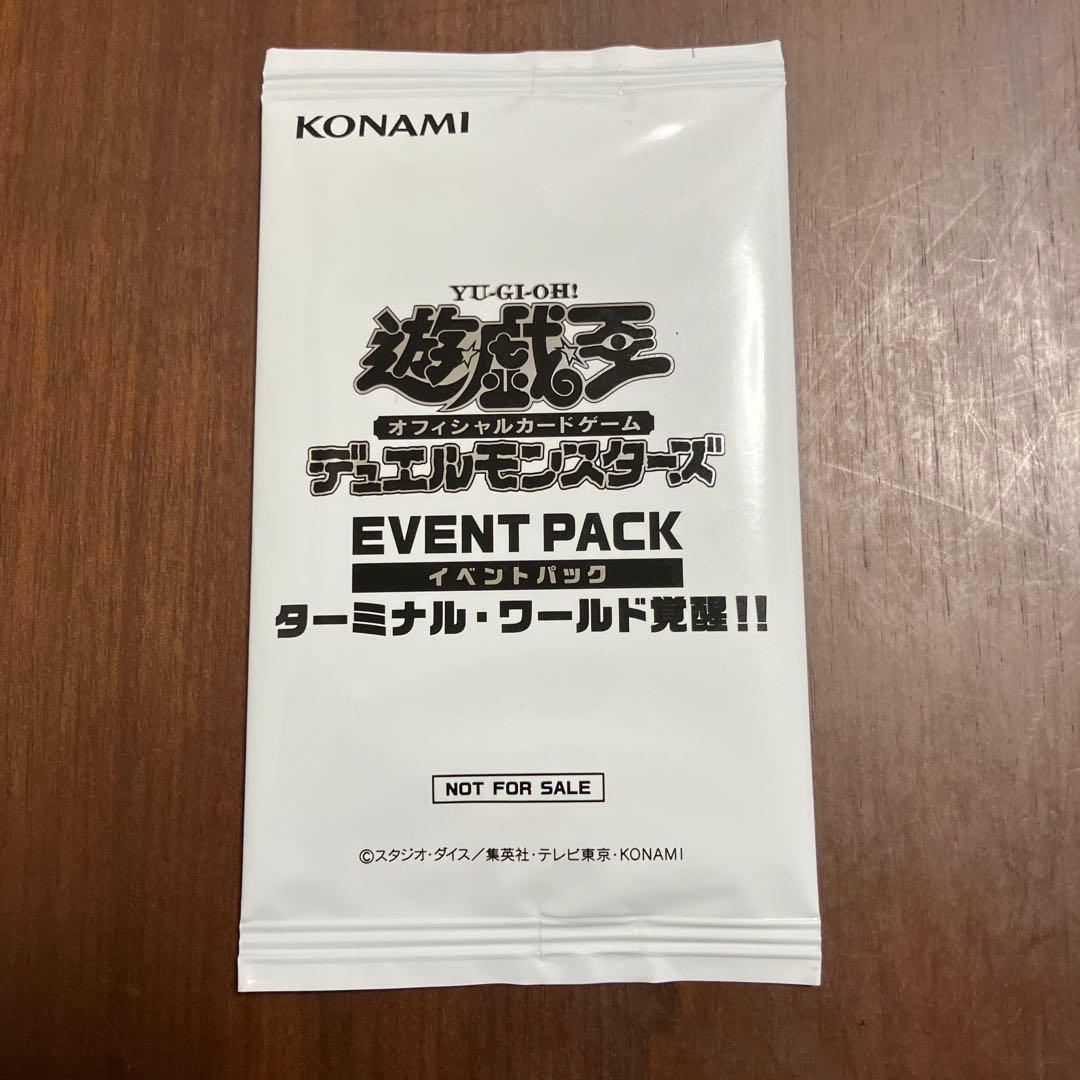 KONAMI
YU-GI-OH!
遊戯王
オフィシャルカードゲーム
デュエルモンスターズ
EVENT PACK
イベントパック
ターミナル・ワールド覚醒!!
NOT FOR SALE
©スタジオ・ダイス/集英社・テレビ東京・KONAMI